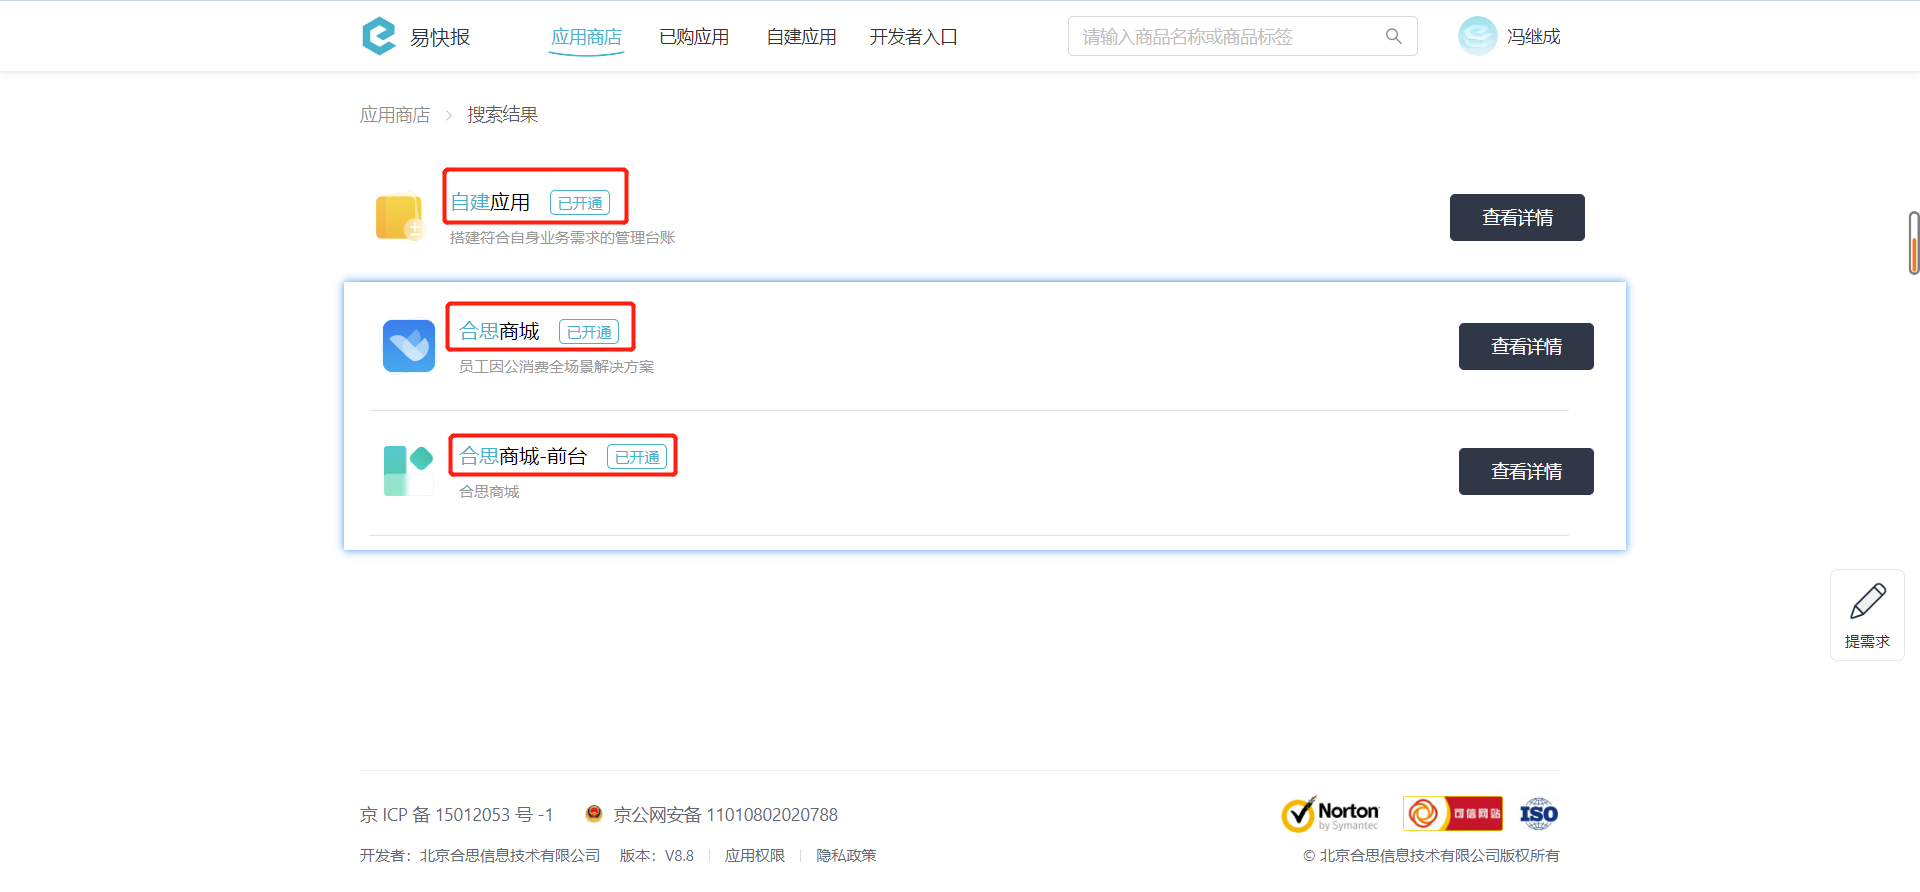 易快报
应用商店 已购应用 自建应用 开发者入口 请输入商品名称或商品标签 冯继成
应用商店 > 搜索结果
自建应用 已开通
搭建符合自身业务需求的管理台账
查看详情
合思商城 已开通
员工因公消费全场景解决方案
查看详情
合思商城-前台 已开通
合思商城
查看详情
提需求
京 ICP 备 15012053 号 -1 京公网安备 11010802020788
Norton
by Symantec
可信网站
ISO
开发者：北京合思信息技术有限公司 版本：V8.8 应用权限 隐私政策
© 北京合思信息技术有限公司版权所有